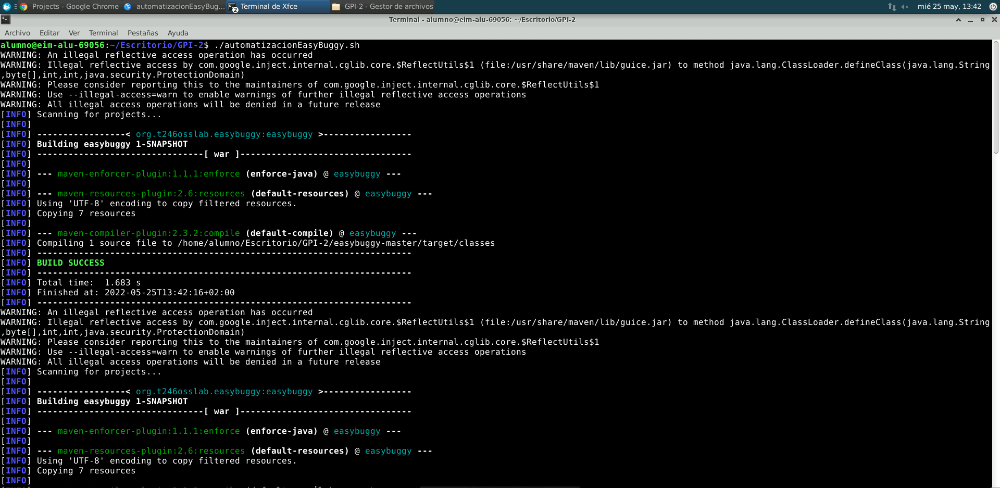 Projects - Google Chrome
automatizacionEasyBug...
Terminal de Xfce
GPI-2 - Gestor de archivos
mié 25 may, 13:42
2
Terminal - alumno@eim-alu-69056: ~/Escritorio/GPI-2
Archivo Editar Ver Terminal Pestañas Ayuda
alumno@eim-alu-69056:~/Escritorio/GPI-2$ ./automatizacionEasyBuggy.sh
WARNING: An illegal reflective access operation has occurred
WARNING: Illegal reflective access by com.google.inject.internal.cglib.core.$ReflectUtils$1 (file:/usr/share/maven/lib/guice.jar) to method java.lang.ClassLoader.defineClass(java.lang.String
,byte[],int,int,java.security.ProtectionDomain)
WARNING: Please consider reporting this to the maintainers of com.google.inject.internal.cglib.core.$ReflectUtils$1
WARNING: Use --illegal-access=warn to enable warnings of further illegal reflective access operations
WARNING: All illegal access operations will be denied in a future release
[INFO] Scanning for projects...
[INFO]
[INFO] -----------------< org.t246osslab.easybuggy:easybuggy >-----------------
[INFO] Building easybuggy 1-SNAPSHOT
[INFO] --------------------------------[ war ]---------------------------------
[INFO]
[INFO] --- maven-enforcer-plugin:1.1.1:enforce (enforce-java) @ easybuggy ---
[INFO]
[INFO] --- maven-resources-plugin:2.6:resources (default-resources) @ easybuggy ---
[INFO] Using 'UTF-8' encoding to copy filtered resources.
[INFO] Copying 7 resources
[INFO]
[INFO] --- maven-compiler-plugin:2.3.2:compile (default-compile) @ easybuggy ---
[INFO] Compiling 1 source file to /home/alumno/Escritorio/GPI-2/easybuggy-master/target/classes
[INFO] ------------------------------------------------------------------------
[INFO] BUILD SUCCESS
[INFO] ------------------------------------------------------------------------
[INFO] Total time:  1.683 s
[INFO] Finished at: 2022-05-25T13:42:16+02:00
[INFO] ------------------------------------------------------------------------
WARNING: An illegal reflective access operation has occurred
WARNING: Illegal reflective access by com.google.inject.internal.cglib.core.$ReflectUtils$1 (file:/usr/share/maven/lib/guice.jar) to method java.lang.ClassLoader.defineClass(java.lang.String
,byte[],int,int,java.security.ProtectionDomain)
WARNING: Please consider reporting this to the maintainers of com.google.inject.internal.cglib.core.$ReflectUtils$1
WARNING: Use --illegal-access=warn to enable warnings of further illegal reflective access operations
WARNING: All illegal access operations will be denied in a future release
[INFO] Scanning for projects...
[INFO]
[INFO] -----------------< org.t246osslab.easybuggy:easybuggy >-----------------
[INFO] Building easybuggy 1-SNAPSHOT
[INFO] --------------------------------[ war ]---------------------------------
[INFO]
[INFO] --- maven-enforcer-plugin:1.1.1:enforce (enforce-java) @ easybuggy ---
[INFO]
[INFO] --- maven-resources-plugin:2.6:resources (default-resources) @ easybuggy ---
[INFO] Using 'UTF-8' encoding to copy filtered resources.
[INFO] Copying 7 resources
[INFO]